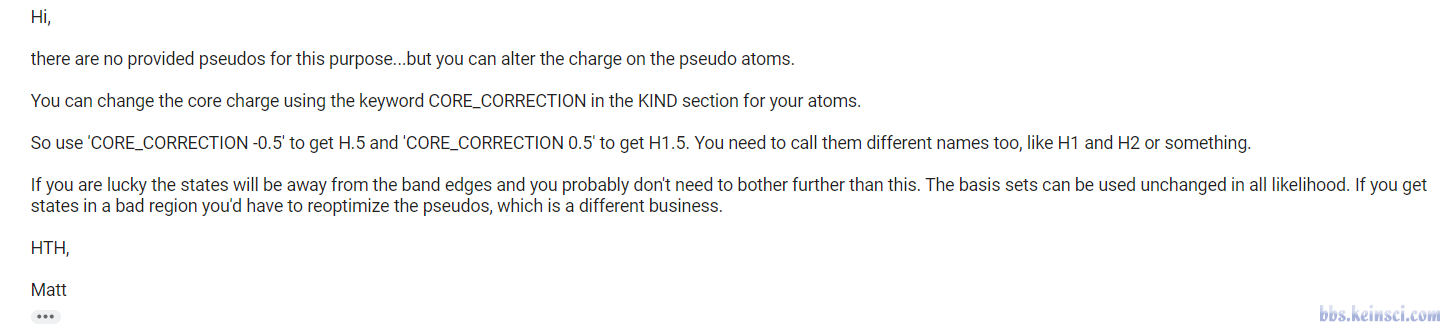 Hi,
there are no provided pseudos for this purpose...but you can alter the charge on the pseudo atoms.
You can change the core charge using the keyword CORE_CORRECTION in the KIND section for your atoms.
So use 'CORE_CORRECTION -0.5' to get H.5 and 'CORE_CORRECTION 0.5' to get H1.5. You need to call them different names too, like H1 and H2 or something.
If you are lucky the states will be away from the band edges and you probably don't need to bother further than this. The basis sets can be used unchanged in all likelihood. If you get
states in a bad region you'd have to reoptimize the pseudos, which is a different business.
HTH,
Matt
bbs.keinsci.com